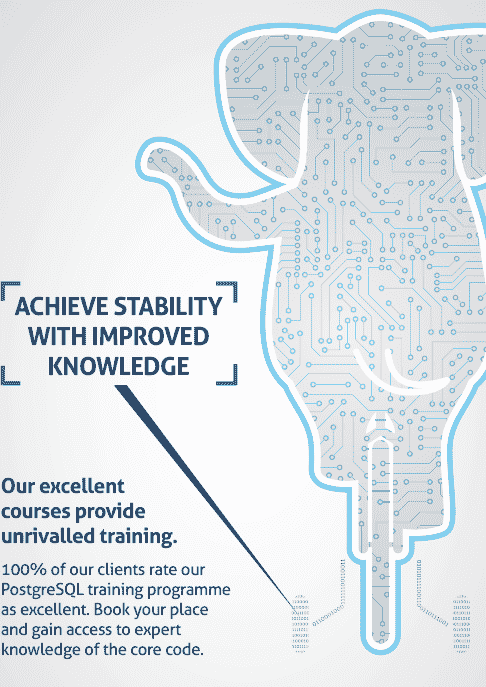 ACHIEVE STABILITY
WITH IMPROVED
KNOWLEDGE
Our excellent
courses provide
unrivalled training.
100% of our clients rate our
PostgreSQL training programme
as excellent. Book your place
and gain access to expert
knowledge of the core code.